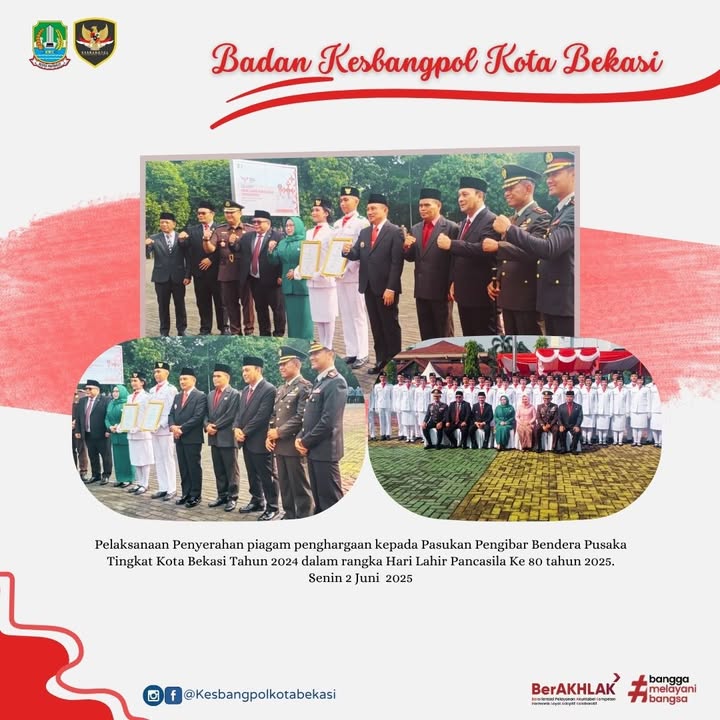 Badan Kesbangpol Kota Bekasi
Pelaksanaan Penyerahan piagam penghargaan kepada Pasukan Pengibar Bendera Pusaka
Tingkat Kota Bekasi Tahun 2024 dalam rangka Hari Lahir Pancasila Ke 80 tahun 2025.
Senin 2 Juni 2025
@Kesbangpolkotabekasi
BerAKHLAK
#bangga
melayani
bangsa